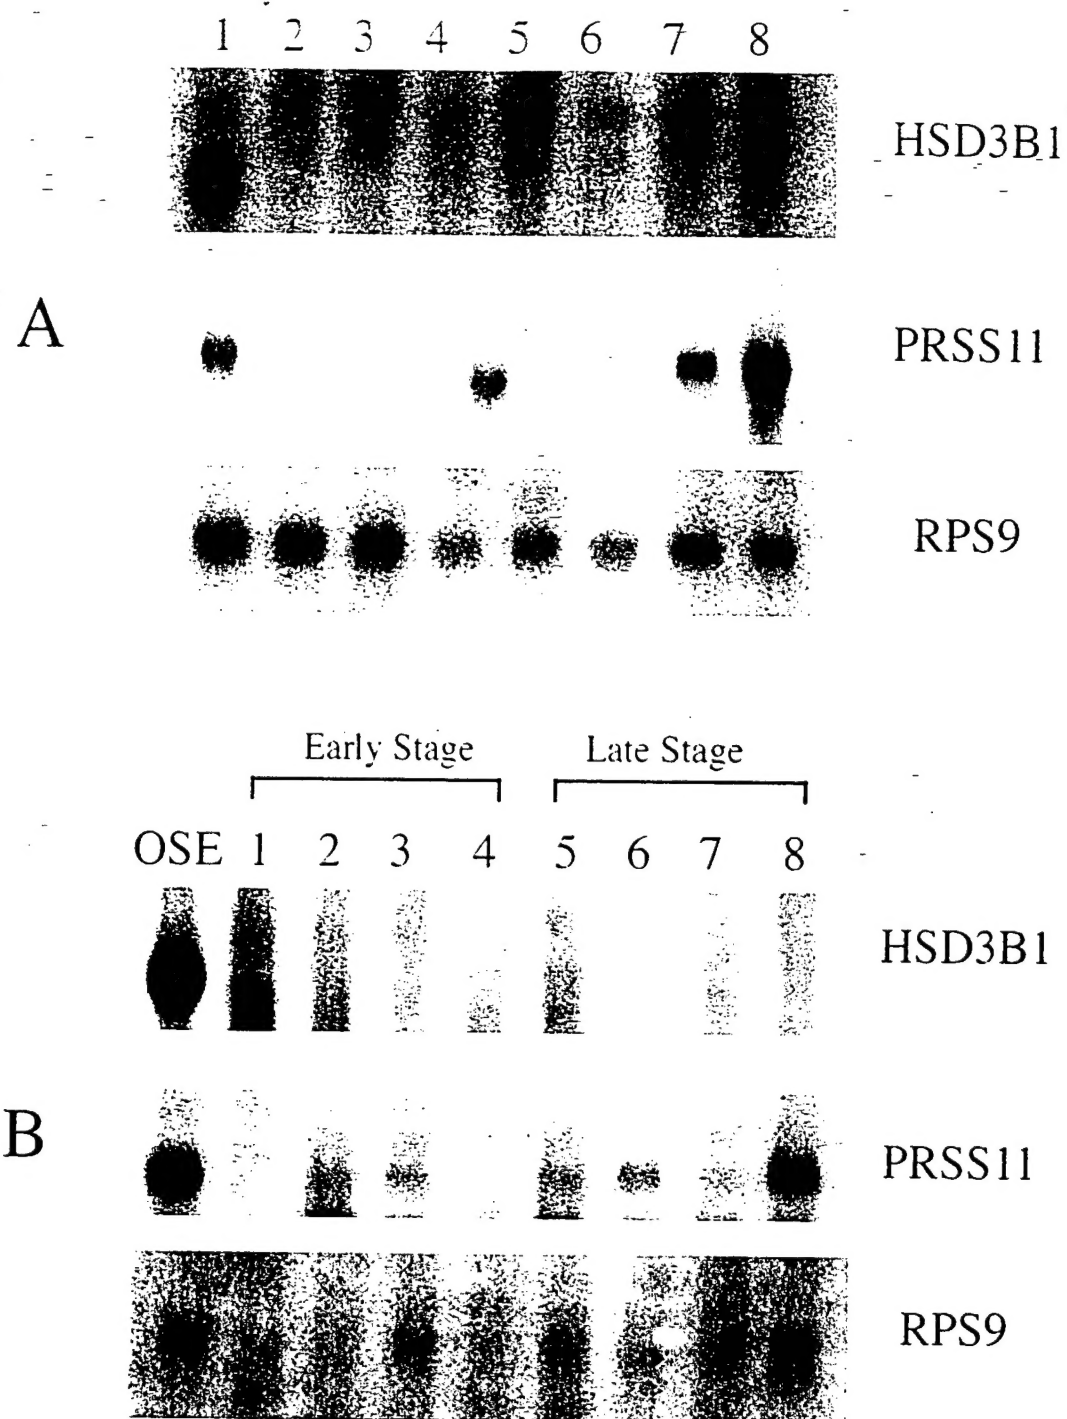 1 2 3 4 5 6 7 8
HSD3B1
A
PRSS11
RPS9
Early Stage Late Stage
OSE 1 2 3 4 5 6 7 8
HSD3B1
B
PRSS11
RPS9